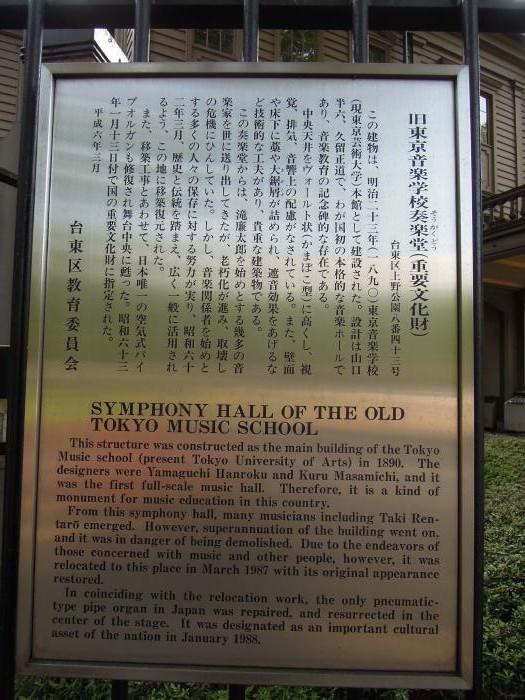 旧東京音楽学校奏楽堂(重要文化財)
そうがくどう
台東区上野公園八番四十三号
この建物は、明治二十三年(一八九〇)東京音楽学校
(現東京芸術大学)本館として建設された。設計は山口
半六、久留正道で、わが国初の本格的な音楽ホールで
あり、音楽教育の記念碑的な存在である。
中央天井をヴォールト状(かまぼこ型)に高くし、視
覚、排気、音響上の配慮がなされている。また、壁面
や床下に藁や大鋸屑が詰められ、遮音効果をあげるな
ど技術的な工夫があり、貴重な建築物である。
この奏楽堂からは、滝廉太郎を始めとする幾多の音
楽家を世に送り出してきたが、老朽化が進み、取壊し
の危機にひんしていた。しかし、音楽関係者を始めと
する多くの人々の保存に対する努力が実り、昭和六十
二年三月、歴史と伝統を踏まえ、広く一般に活用され
るよう、この地に移築復元された。
また、移築工事とあわせて、日本唯一の空気式パイ
プオルガンも修復され舞台中央に甦った。昭和六十三
年一月十三日付で国の重要文化財に指定された。
平成六年三月
台東区教育委員会
SYMPHONY HALL OF THE OLD
TOKYO MUSIC SCHOOL
This structure was constructed as the main building of the Tokyo
Music school (present Tokyo University of Arts) in 1890. The
designers were Yamaguchi Hanroku and Kuru Masamichi, and it
was the first full-scale music hall. Therefore, it is a kind of
monument for music education in this country.
From this symphony hall, many musicians including Taki Ren-
tarō emerged. However, superannuation of the building went on,
and it was in danger of being demolished. Due to the endeavors of
those concerned with music and other people, however, it was
relocated to this place in March 1987 with its original appearance
restored.
In coinciding with the relocation work, the only pneumatic-
type pipe organ in Japan was repaired, and resurrected in the
center of the stage. It was designated as an important cultural
asset of the nation in January 1988.